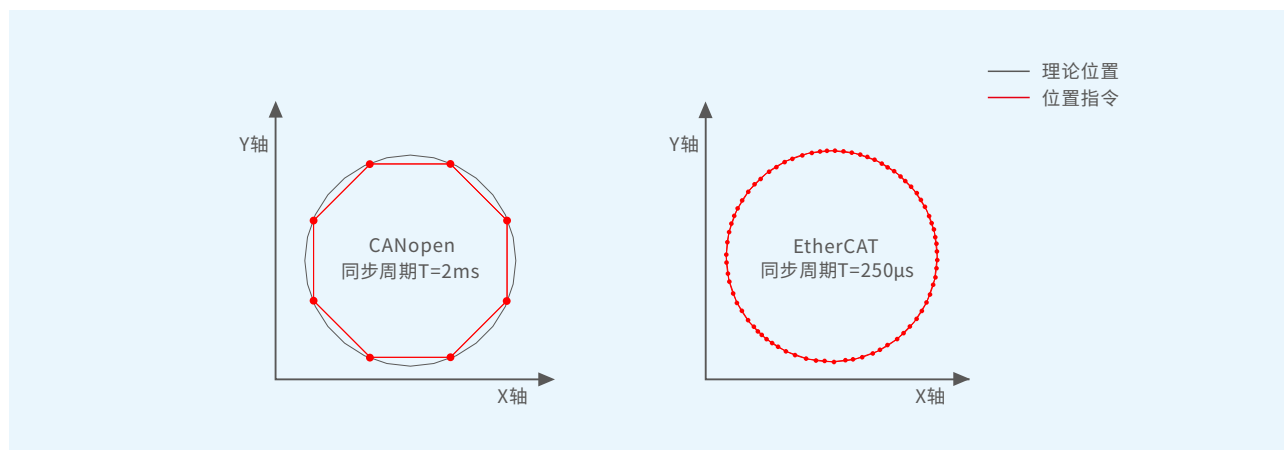 理论位置
位置指令
Y轴
CANopen
同步周期T=2ms
X轴
Y轴
EtherCAT
同步周期T=250μs
X轴